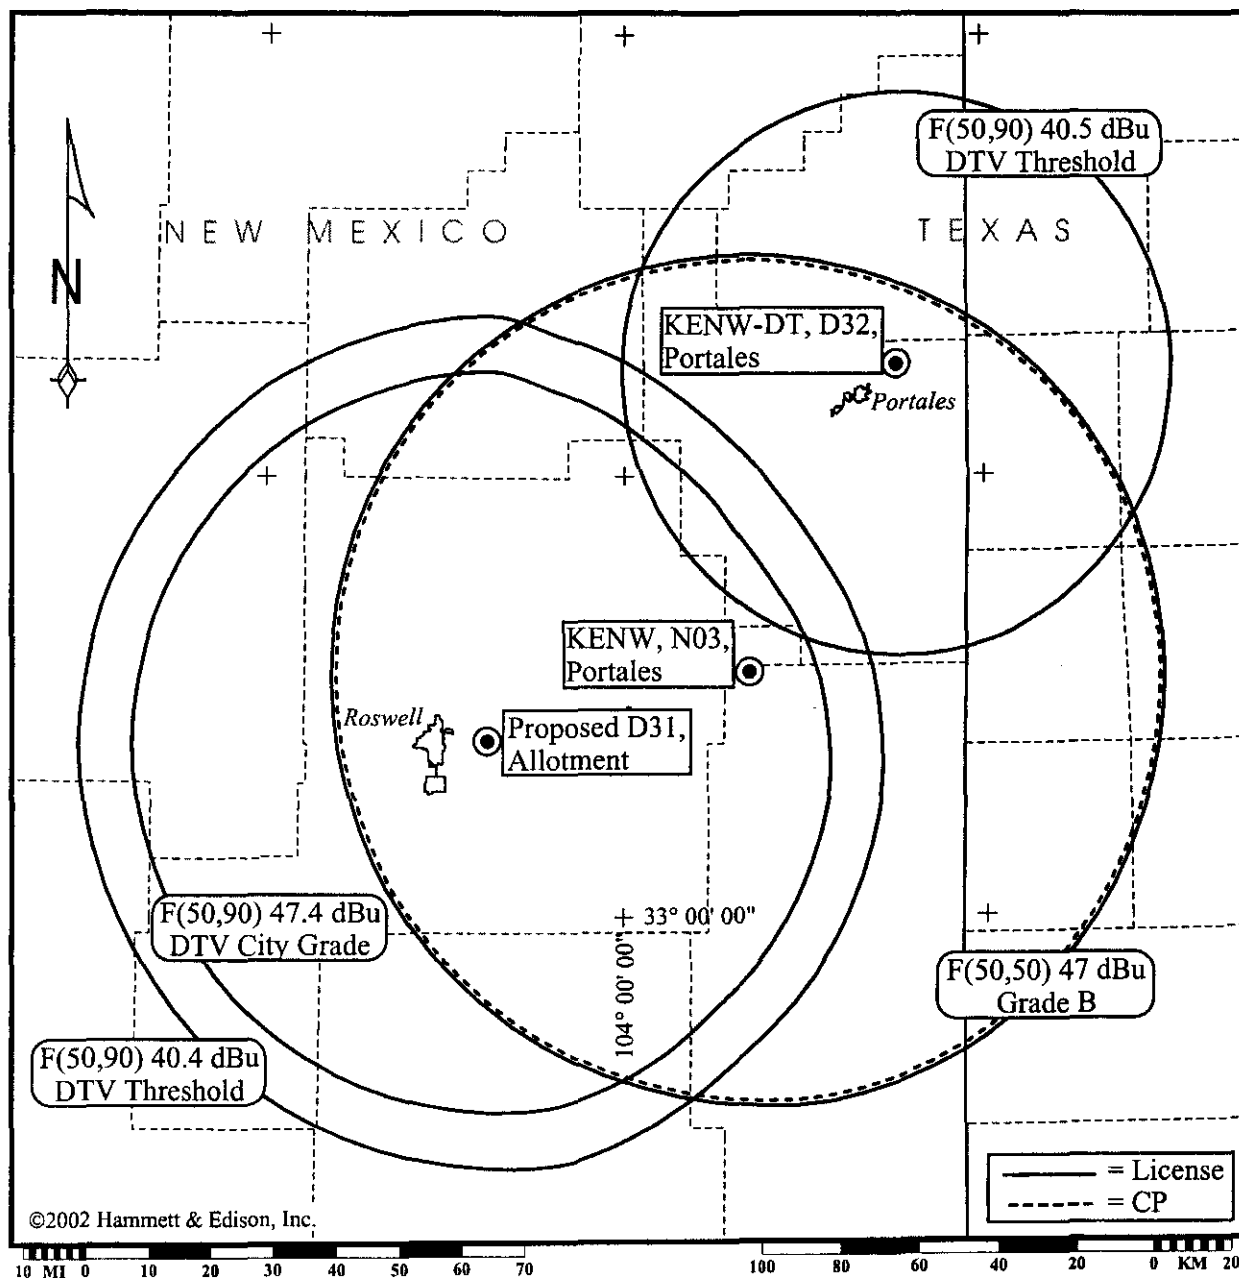 F(50,90) 40.5 dBu
DTV Threshold
NEW MEXICO
TEXAS
N
KENW-DT, D32,
Portales
Portales
KENW, N03,
Portales
Roswell
Proposed D31,
Allotment
F(50,90) 47.4 dBu
DTV City Grade
33° 00' 00"
104° 00' 00"
F(50,50) 47 dBu
Grade B
F(50,90) 40.4 dBu
DTV Threshold
= License
= CP
©2002 Hammett & Edison, Inc.
10 MI 0 10 20 30 40 50 60 70
100 80 60 40 20 0 KM 20